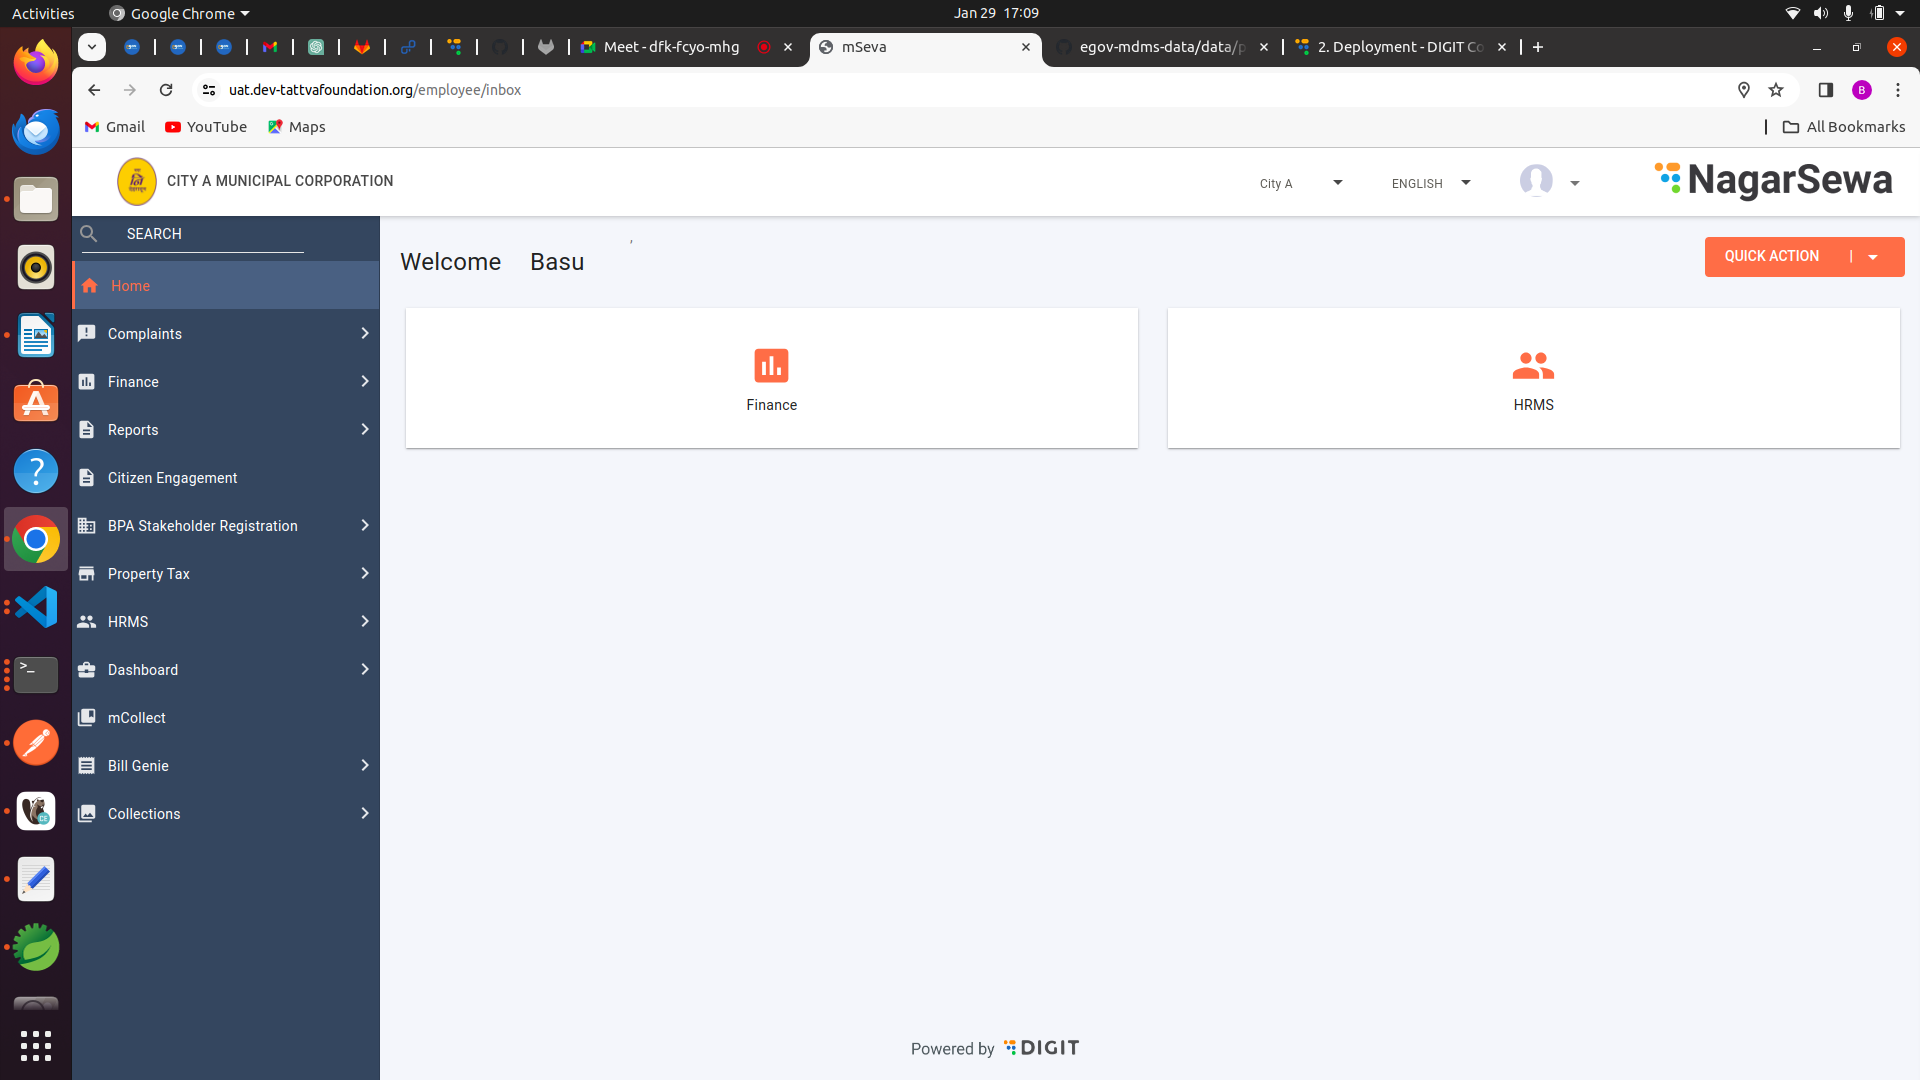 Activities
Google Chrome
Jan 29 17:09
Meet - dfk-fcyo-mhg
mSeva
egov-mdms-data/data/p
2. Deployment - DIGIT Co
uat.dev-tattvafoundation.org/employee/inbox
B
Gmail
YouTube
Maps
All Bookmarks
CITY A MUNICIPAL CORPORATION
City A
ENGLISH
NagarSewa
SEARCH
Welcome Basu
,
QUICK ACTION |
Home
Complaints
Finance
Reports
Citizen Engagement
BPA Stakeholder Registration
Property Tax
HRMS
Dashboard
mCollect
Bill Genie
Collections
Finance
HRMS
Powered by DIGIT